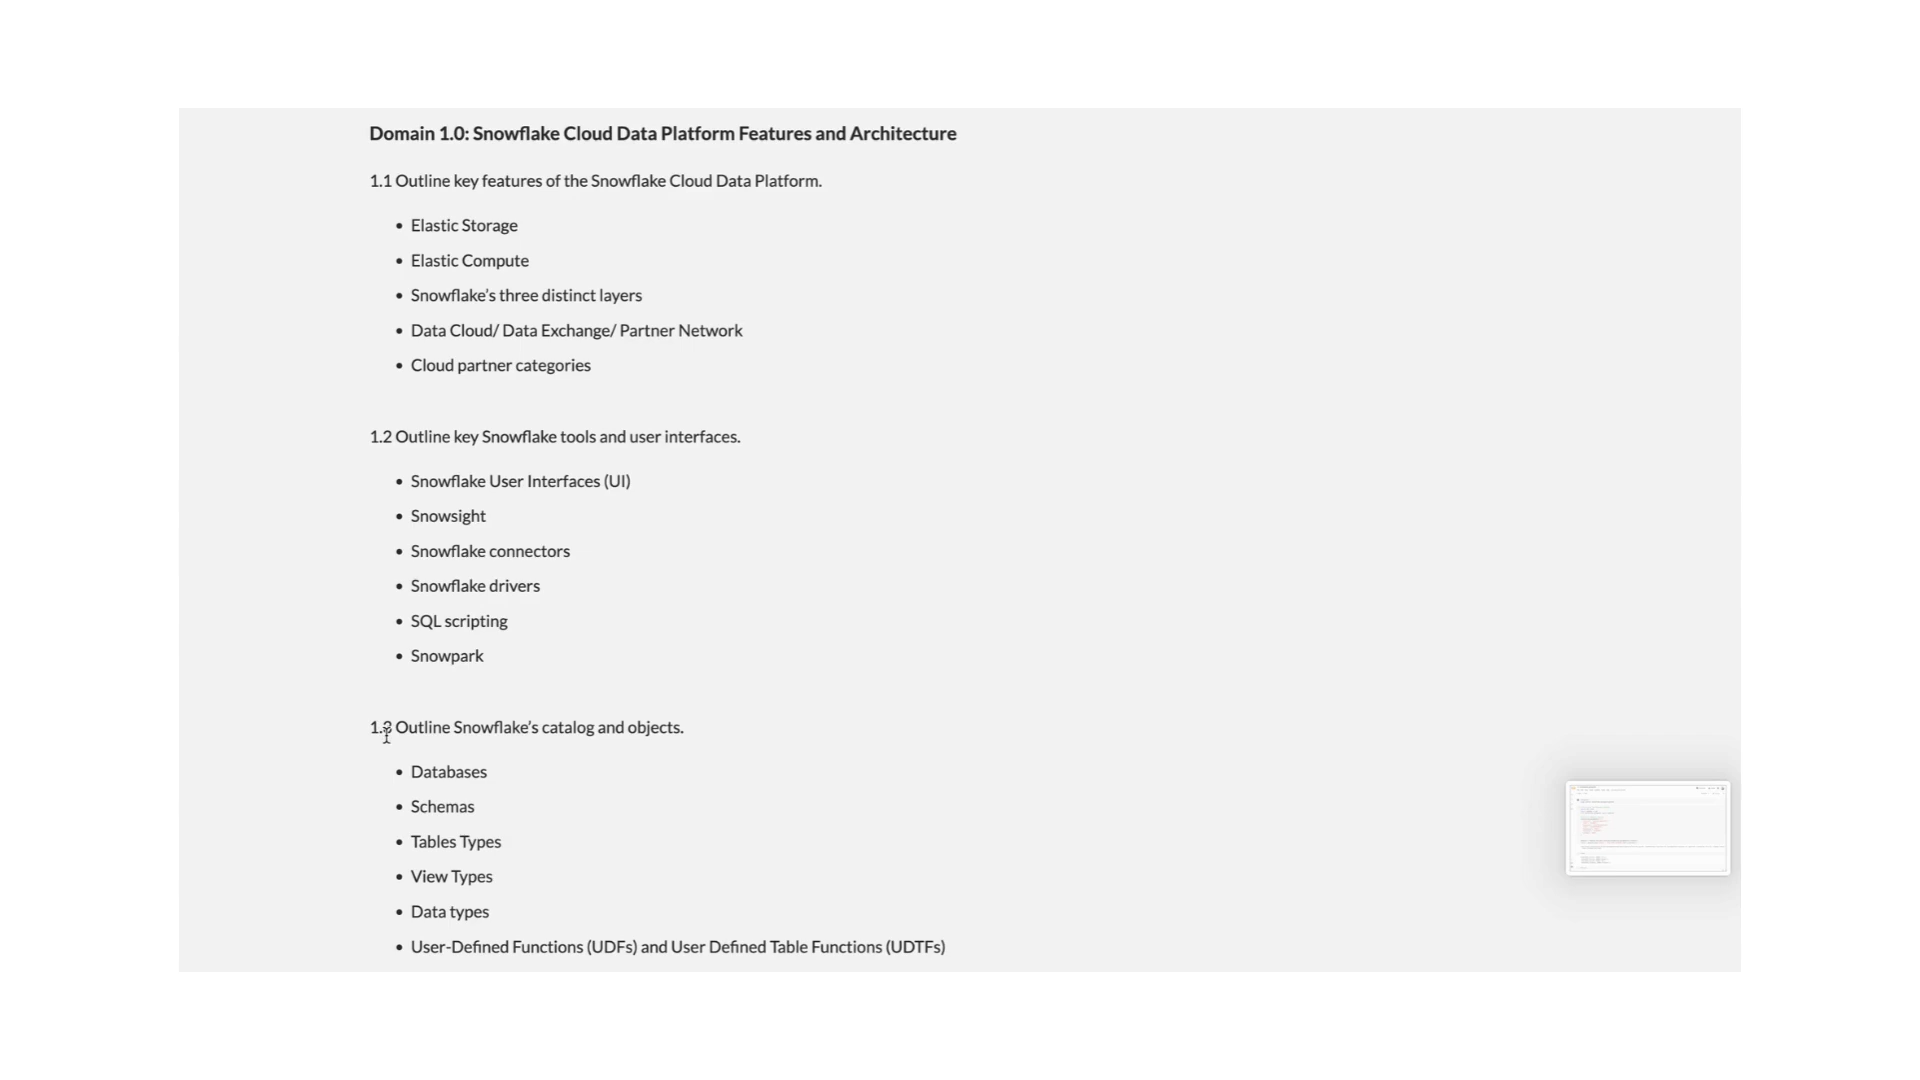 Domain 1.0: Snowflake Cloud Data Platform Features and Architecture
1.1 Outline key features of the Snowflake Cloud Data Platform.
• Elastic Storage
• Elastic Compute
• Snowflake’s three distinct layers
• Data Cloud/ Data Exchange/ Partner Network
• Cloud partner categories
1.2 Outline key Snowflake tools and user interfaces.
• Snowflake User Interfaces (UI)
• Snowsight
• Snowflake connectors
• Snowflake drivers
• SQL scripting
• Snowpark
1.3 Outline Snowflake’s catalog and objects.
• Databases
• Schemas
• Tables Types
• View Types
• Data types
• User-Defined Functions (UDFs) and User Defined Table Functions (UDTFs)